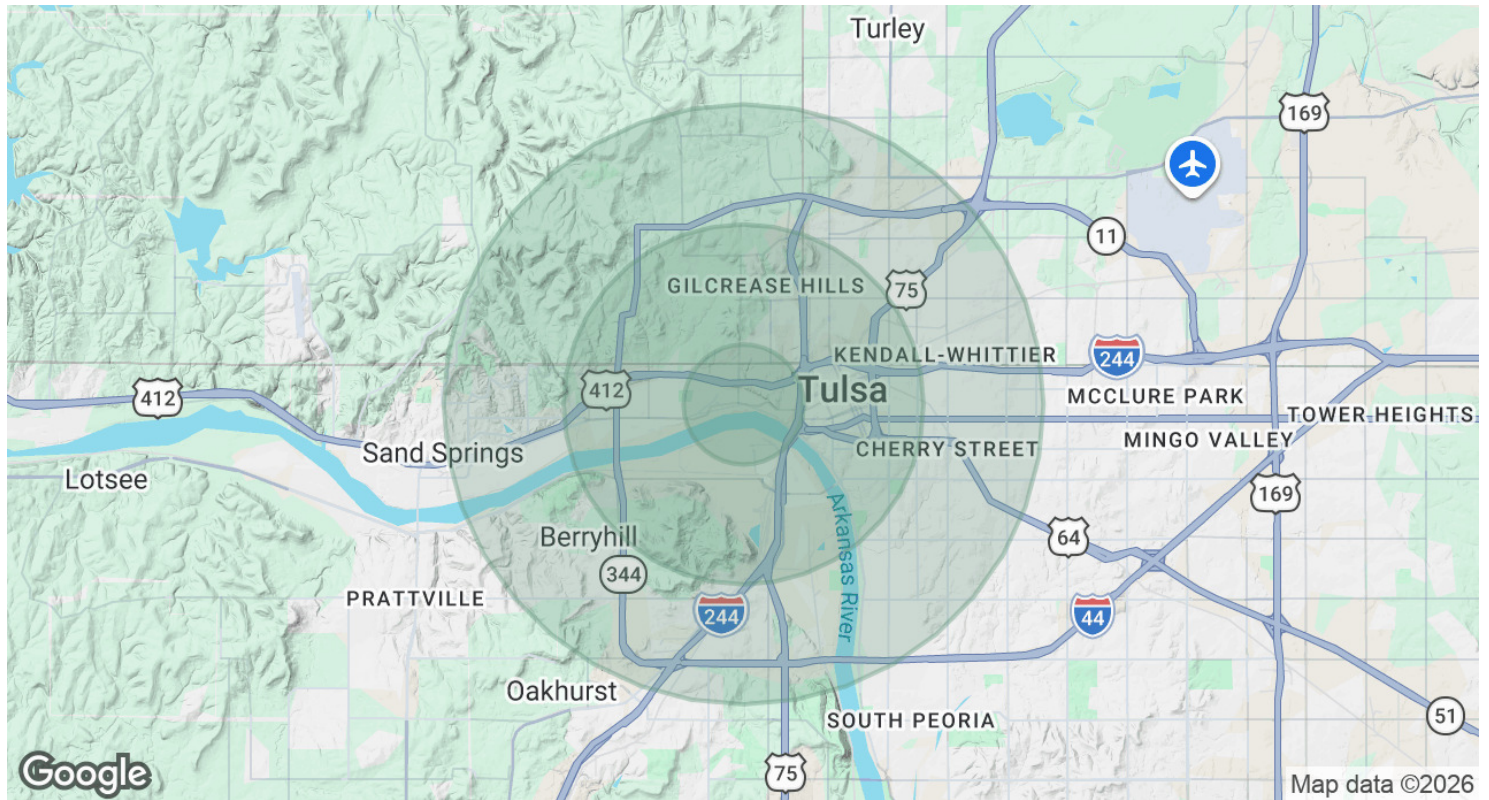 Turley
169
11
GILCREASE HILLS
75
KENDALL-WHITTIER
244
412
412
Tulsa
MCCLURE PARK
TOWER HEIGHTS
MINGO VALLEY
CHERRY STREET
Sand Springs
Lotsee
169
Arkansas River
Berryhill
64
344
PRATTVILLE
244
44
Oakhurst
SOUTH PEORIA
51
75
Google
Map data ©2026